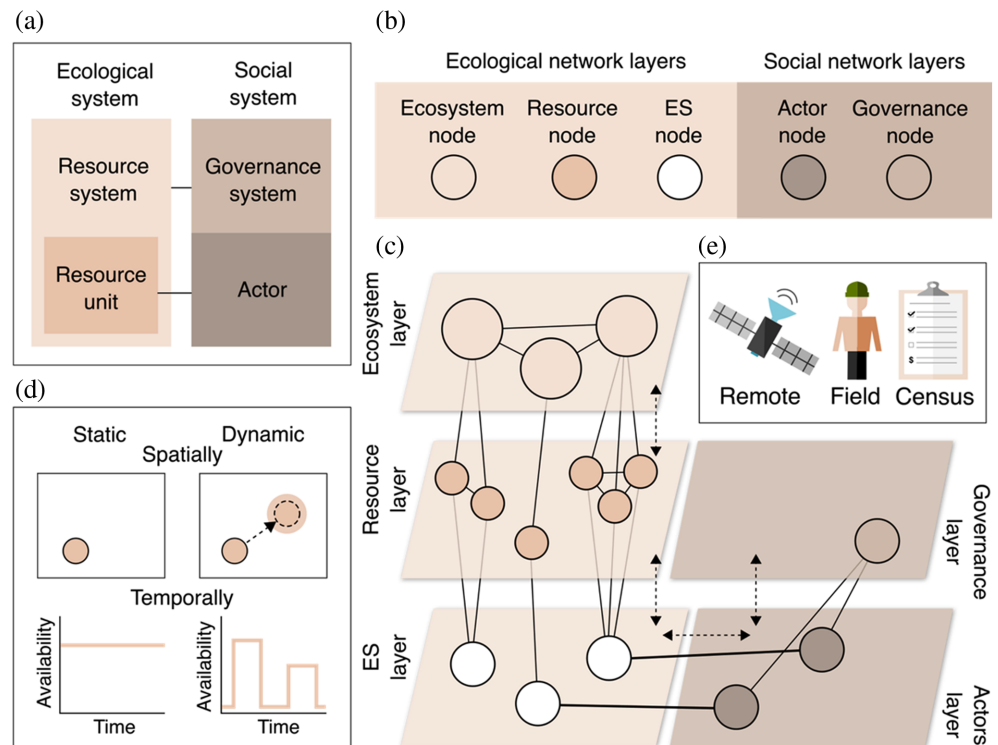 (a)
Ecological
system
Social
system
Resource
system
Governance
system
Resource
unit
Actor
(b)
Ecological network layers
Social network layers
Ecosystem
node
Resource
node
ES
node
Actor
node
Governance
node
(c)
Ecosystem
layer
Resource
layer
ES
layer
Governance
layer
Actors
layer
(e)
$
Remote
Field
Census
(d)
Static
Dynamic
Spatially
Temporally
Availability
Time
Availability
Time